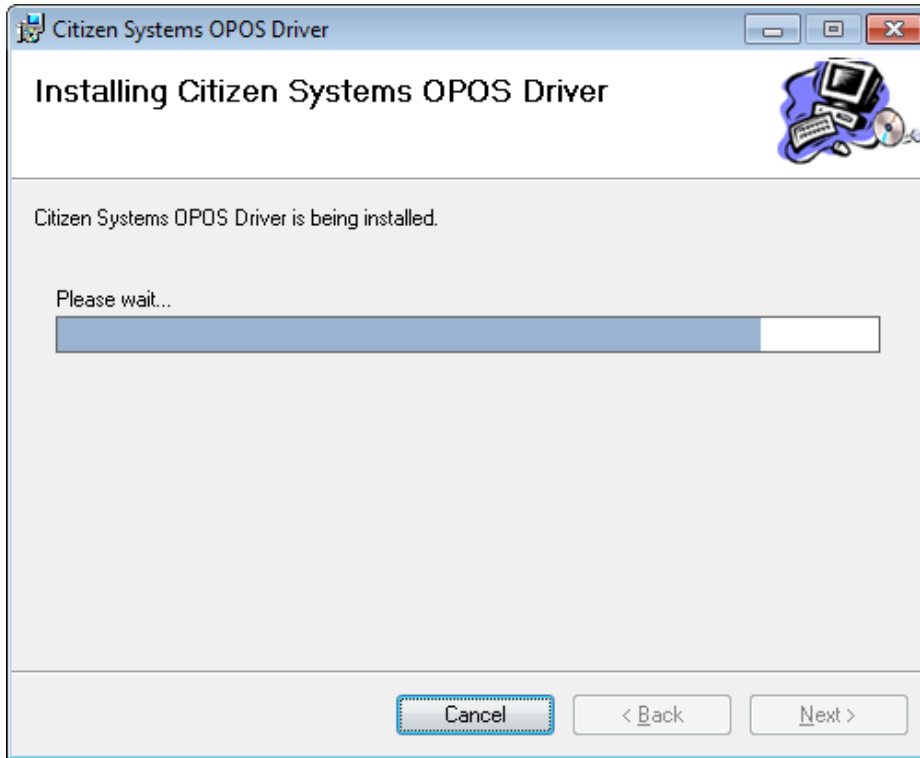 Citizen Systems OPOS Driver
Installing Citizen Systems OPOS Driver
Citizen Systems OPOS Driver is being installed.
Please wait...
Cancel
< Back
Next >